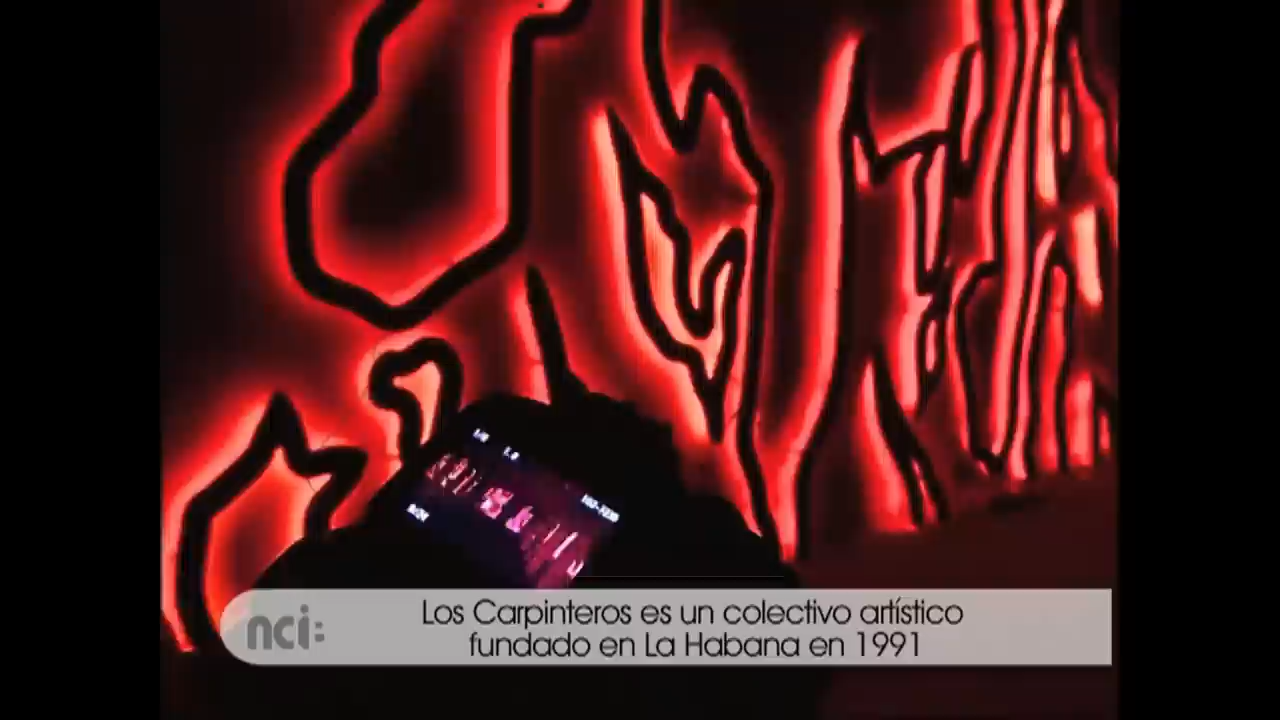 nci:
Los Carpinteros es un colectivo artístico
fundado en La Habana en 1991